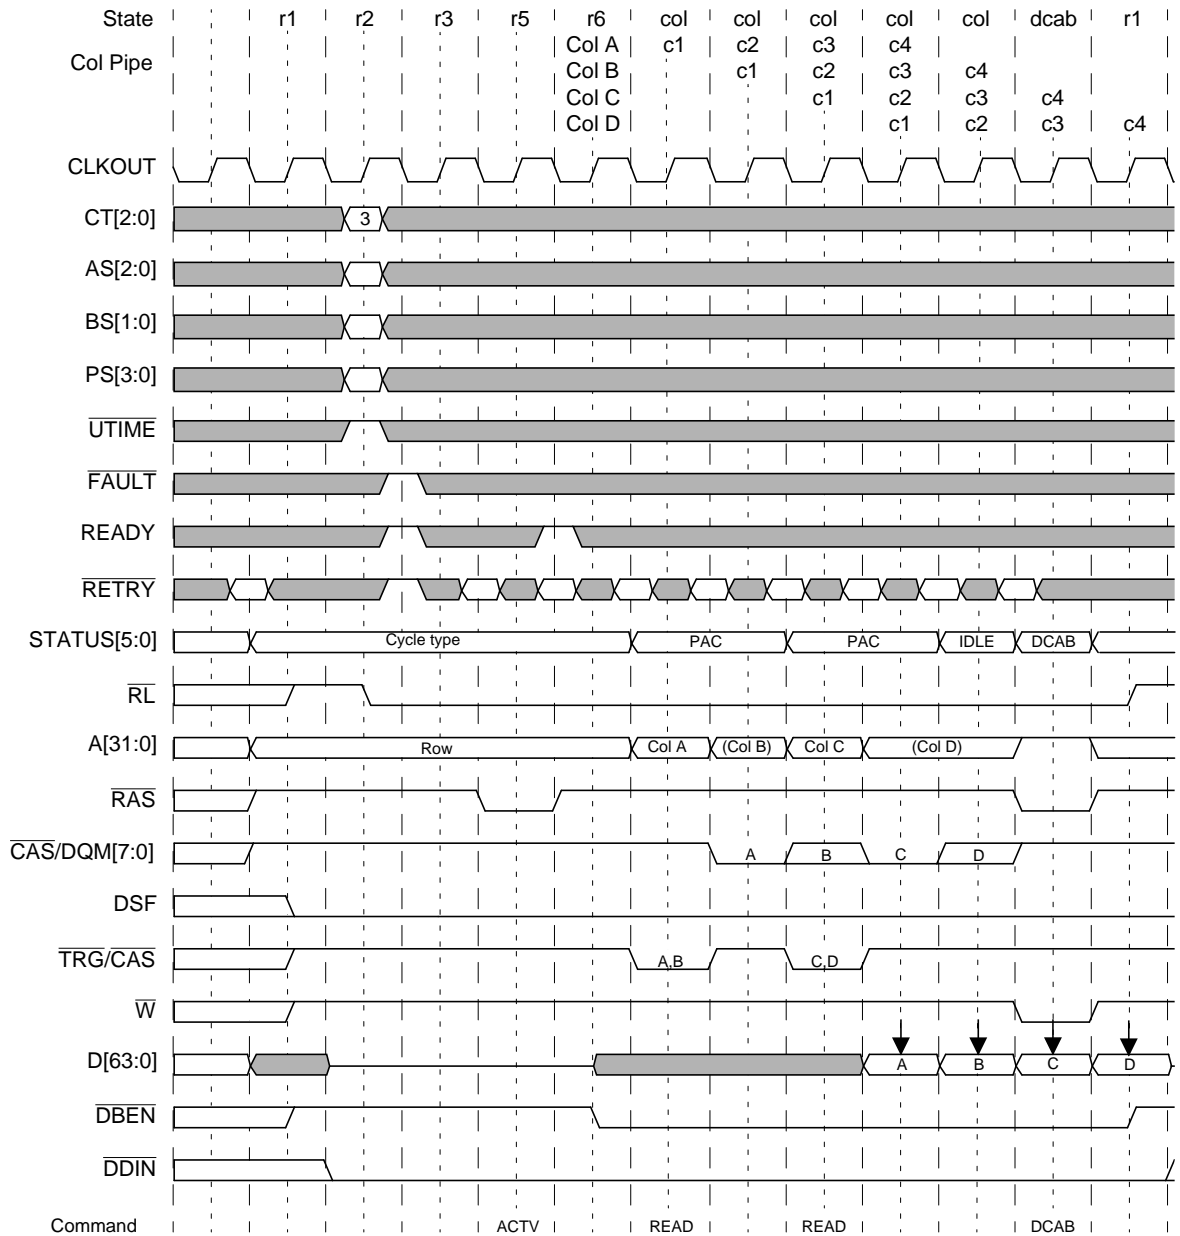 State r1 r2 r3 r5 r6 col col col col col dcab r1
Col A c1 c2 c3 c4
Col Pipe
Col B c1 c2 c3 c4
Col C c1 c2 c3 c4
Col D c1 c2 c3 c4
CLKOUT
CT[2:0] 3
AS[2:0]
BS[1:0]
PS[3:0]
UTIME
FAULT
READY
RETRY
STATUS[5:0] Cycle type PAC PAC IDLE DCAB
RL
A[31:0] Row Col A (Col B) Col C (Col D)
RAS
CAS/DQM[7:0] A B C D
DSF
TRG/CAS A,B C,D
W
D[63:0] A B C D
DBEN
DDIN
Command ACTV READ READ DCAB